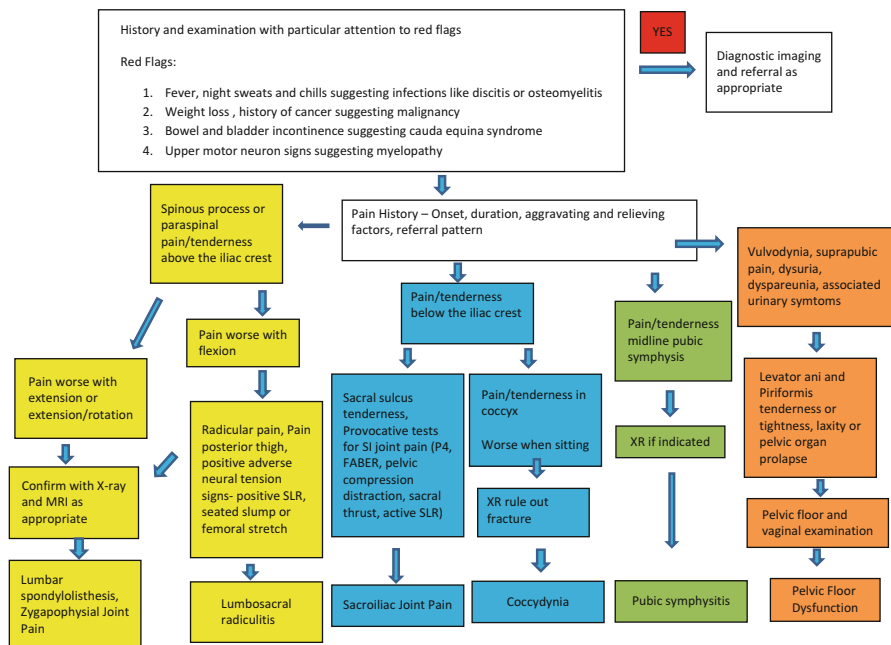 History and examination with particular attention to red flags
Red Flags:
1. Fever, night sweats and chills suggesting infections like discitis or osteomyelitis
2. Weight loss , history of cancer suggesting malignancy
3. Bowel and bladder incontinence suggesting cauda equina syndrome
4. Upper motor neuron signs suggesting myelopathy
YES
Diagnostic imaging
and referral as
appropriate
Pain History – Onset, duration, aggravating and relieving
factors, referral pattern
Spinous process or
paraspinal
pain/tenderness
above the iliac crest
Pain worse with
flexion
Pain worse with
extension or
extension/rotation
Radicular pain, Pain
posterior thigh,
positive adverse
neural tension
signs- positive SLR,
seated slump or
femoral stretch
Confirm with X-ray
and MRI as
appropriate
Lumbar
spondylolisthesis,
Zygapophysial Joint
Pain
Lumbosacral
radiculitis
Pain/tenderness
below the iliac crest
Sacral sulcus
tenderness,
Provocative tests
for SI joint pain (P4,
FABER, pelvic
compression
distraction, sacral
thrust, active SLR)
Sacroiliac Joint Pain
Pain/tenderness in
coccyx
Worse when sitting
XR rule out
fracture
Coccydynia
Pain/tenderness
midline pubic
symphysis
XR if indicated
Pubic symphysitis
Vulvodynia, suprapubic
pain, dysuria,
dyspareunia, associated
urinary symtoms
Levator ani and
Piriformis
tenderness or
tightness, laxity or
pelvic organ
prolapse
Pelvic floor and
vaginal examination
Pelvic Floor
Dysfunction